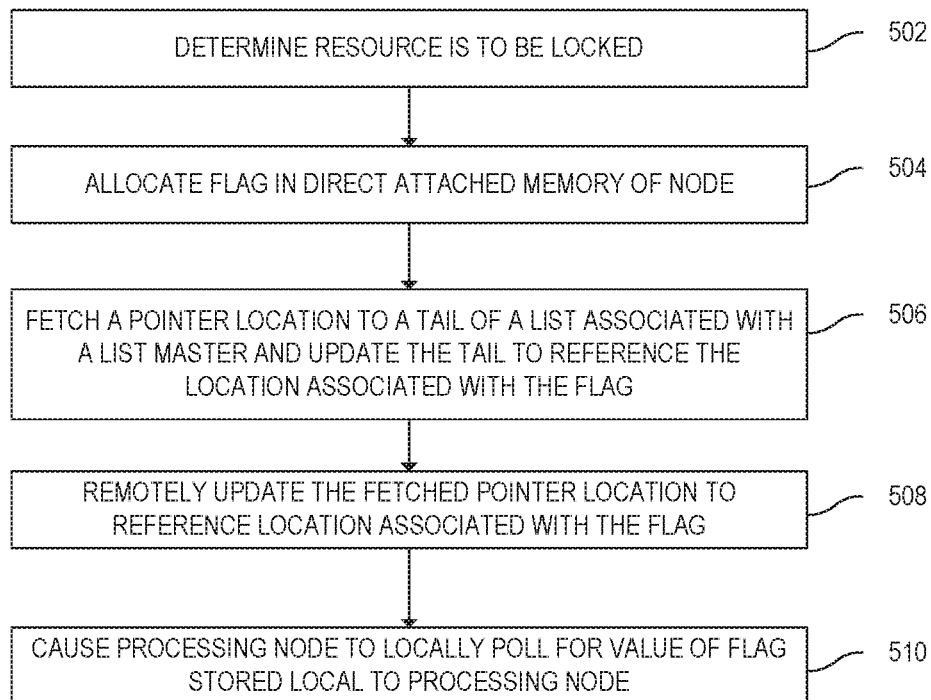 DETERMINE RESOURCE IS TO BE LOCKED
502
ALLOCATE FLAG IN DIRECT ATTACHED MEMORY OF NODE
504
FETCH A POINTER LOCATION TO A TAIL OF A LIST ASSOCIATED WITH
A LIST MASTER AND UPDATE THE TAIL TO REFERENCE THE
LOCATION ASSOCIATED WITH THE FLAG
506
REMOTELY UPDATE THE FETCHED POINTER LOCATION TO
REFERENCE LOCATION ASSOCIATED WITH THE FLAG
508
CAUSE PROCESSING NODE TO LOCALLY POLL FOR VALUE OF FLAG
STORED LOCAL TO PROCESSING NODE
510